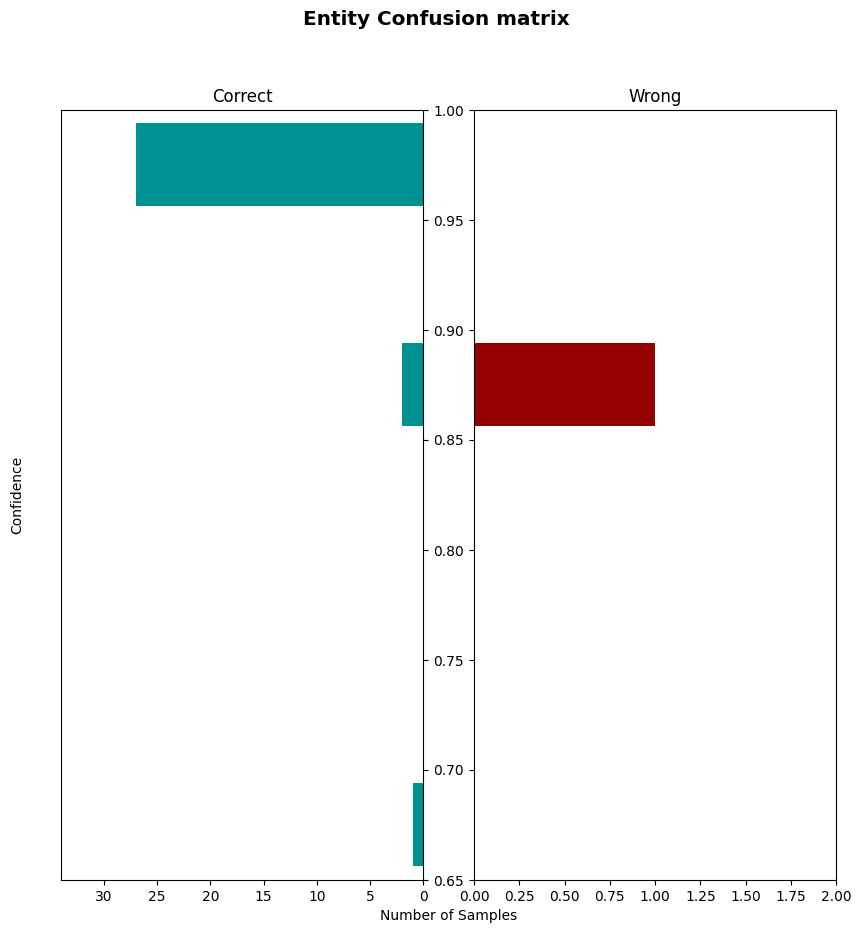 Entity Confusion matrix
Correct
Wrong
1.00
0.95
0.90
0.85
0.80
0.75
0.70
0.65
Confidence
30 25 20 15 10 5 0
0.00 0.25 0.50 0.75 1.00 1.25 1.50 1.75 2.00
Number of Samples